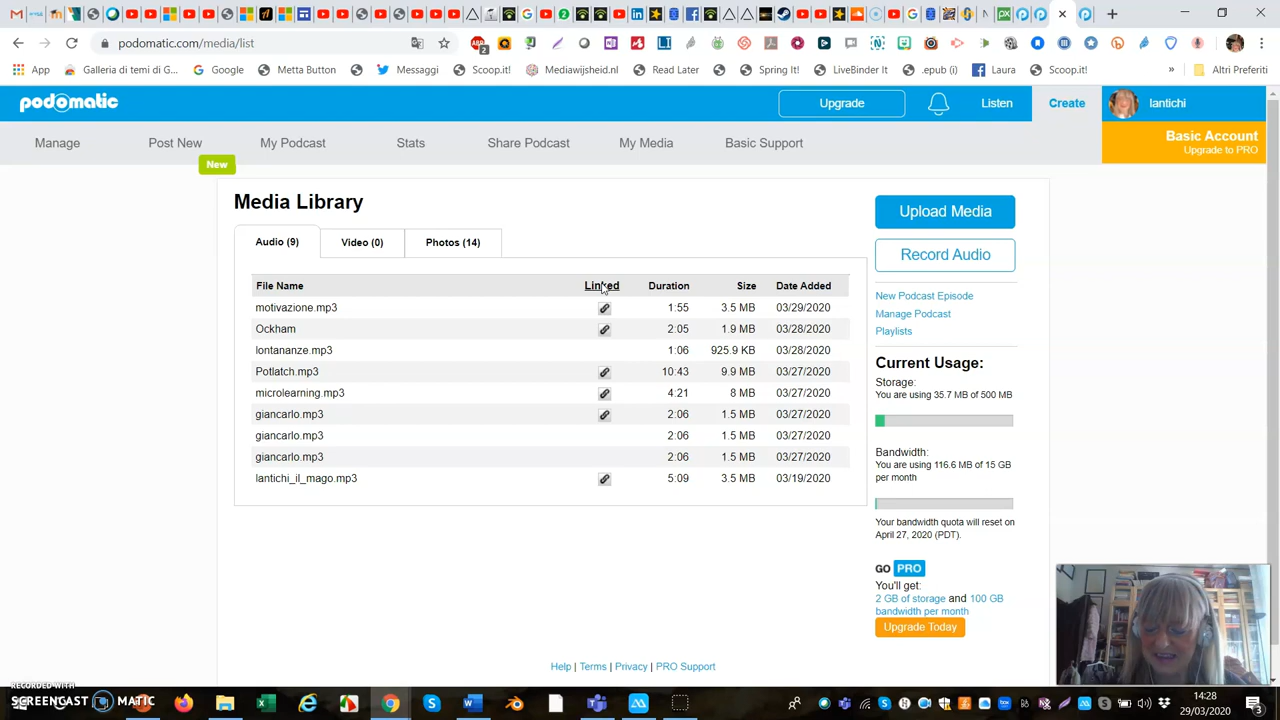 podomatic.com/media/list
App
Galleria di temi di G...
Google
Metta Button
Messaggi
Scoop.it!
Mediawijsheid.nl
Read Later
Spring It!
LiveBinder It
.epub (i)
Laura
Scoop.it!
»
Altri Preferiti
podomatic
Upgrade
Listen
Create
lantichi
Manage
Post New
My Podcast
Stats
Share Podcast
My Media
Basic Support
Basic Account
Upgrade to PRO
New
Media Library
Audio (9)
Video (0)
Photos (14)
File Name Linked Duration Size Date Added
motivazione.mp3 1:55 3.5 MB 03/29/2020
Ockham 2:05 1.9 MB 03/28/2020
lontananze.mp3 1:06 925.9 KB 03/28/2020
Potlatch.mp3 10:43 9.9 MB 03/27/2020
microlearning.mp3 4:21 8 MB 03/27/2020
giancarlo.mp3 2:06 1.5 MB 03/27/2020
giancarlo.mp3 2:06 1.5 MB 03/27/2020
giancarlo.mp3 2:06 1.5 MB 03/27/2020
lantichi_il_mago.mp3 5:09 3.5 MB 03/19/2020
Upload Media
Record Audio
New Podcast Episode
Manage Podcast
Playlists
Current Usage:
Storage:
You are using 35.7 MB of 500 MB
Bandwidth:
You are using 116.6 MB of 15 GB
per month
Your bandwidth quota will reset on
April 27, 2020 (PDT).
GO PRO
You'll get:
2 GB of storage and 100 GB
bandwidth per month
Upgrade Today
Help | Terms | Privacy | PRO Support
RECORDED WITH
SCREENCAST MATIC
14:28
29/03/2020
3